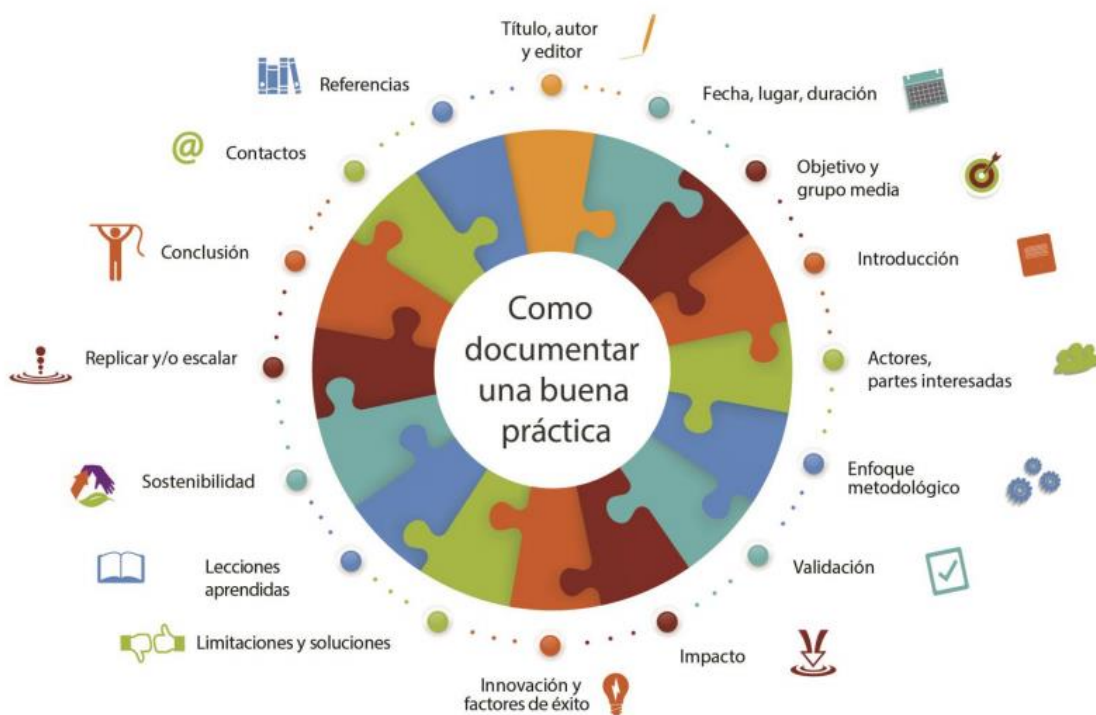 Título, autor
y editor
Fecha, lugar, duración
Objetivo y
grupo media
Introducción
Actores,
partes interesadas
Enfoque
metodológico
Validación
Impacto
Innovación y
factores de éxito
Limitaciones y soluciones
Lecciones
aprendidas
Sostenibilidad
Replicar y/o escalar
Conclusión
@
Contactos
Referencias
Como
documentar
una buena
práctica